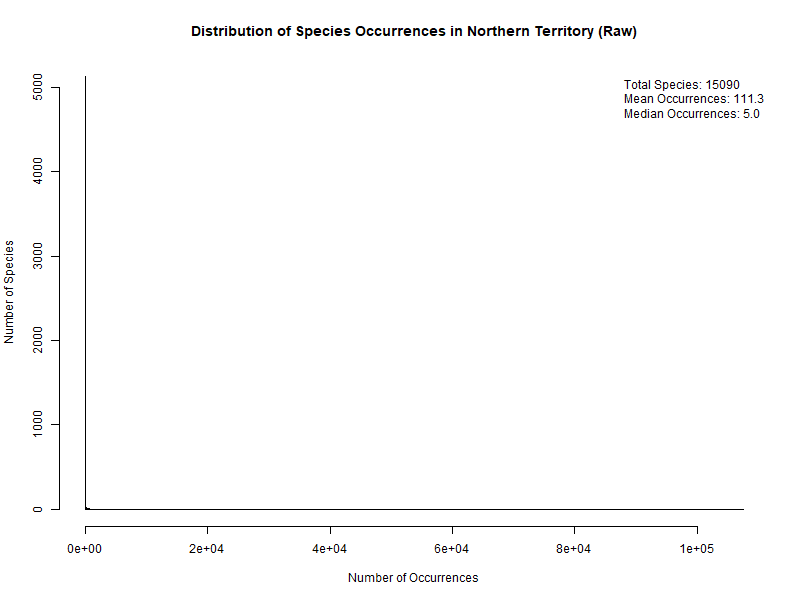 Distribution of Species Occurrences in Northern Territory (Raw)
Total Species: 15090
Mean Occurrences: 111.3
Median Occurrences: 5.0
5000
4000
3000
2000
1000
0
Number of Species
0e+00 2e+04 4e+04 6e+04 8e+04 1e+05
Number of Occurrences